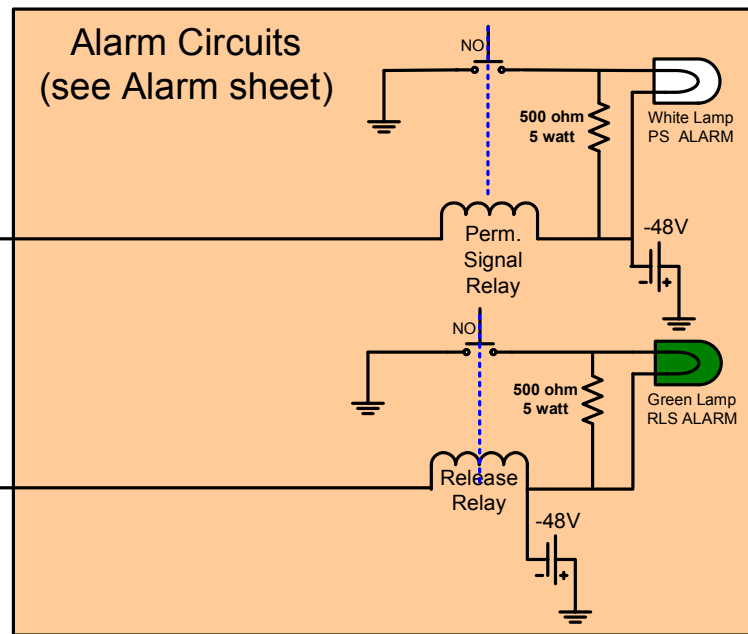 Alarm Circuits
(see Alarm sheet)
NO
500 ohm
5 watt
White Lamp
PS ALARM
Perm.
Signal
Relay
-48V
- +
NO
500 ohm
5 watt
Green Lamp
RLS ALARM
Release
Relay
-48V
- +